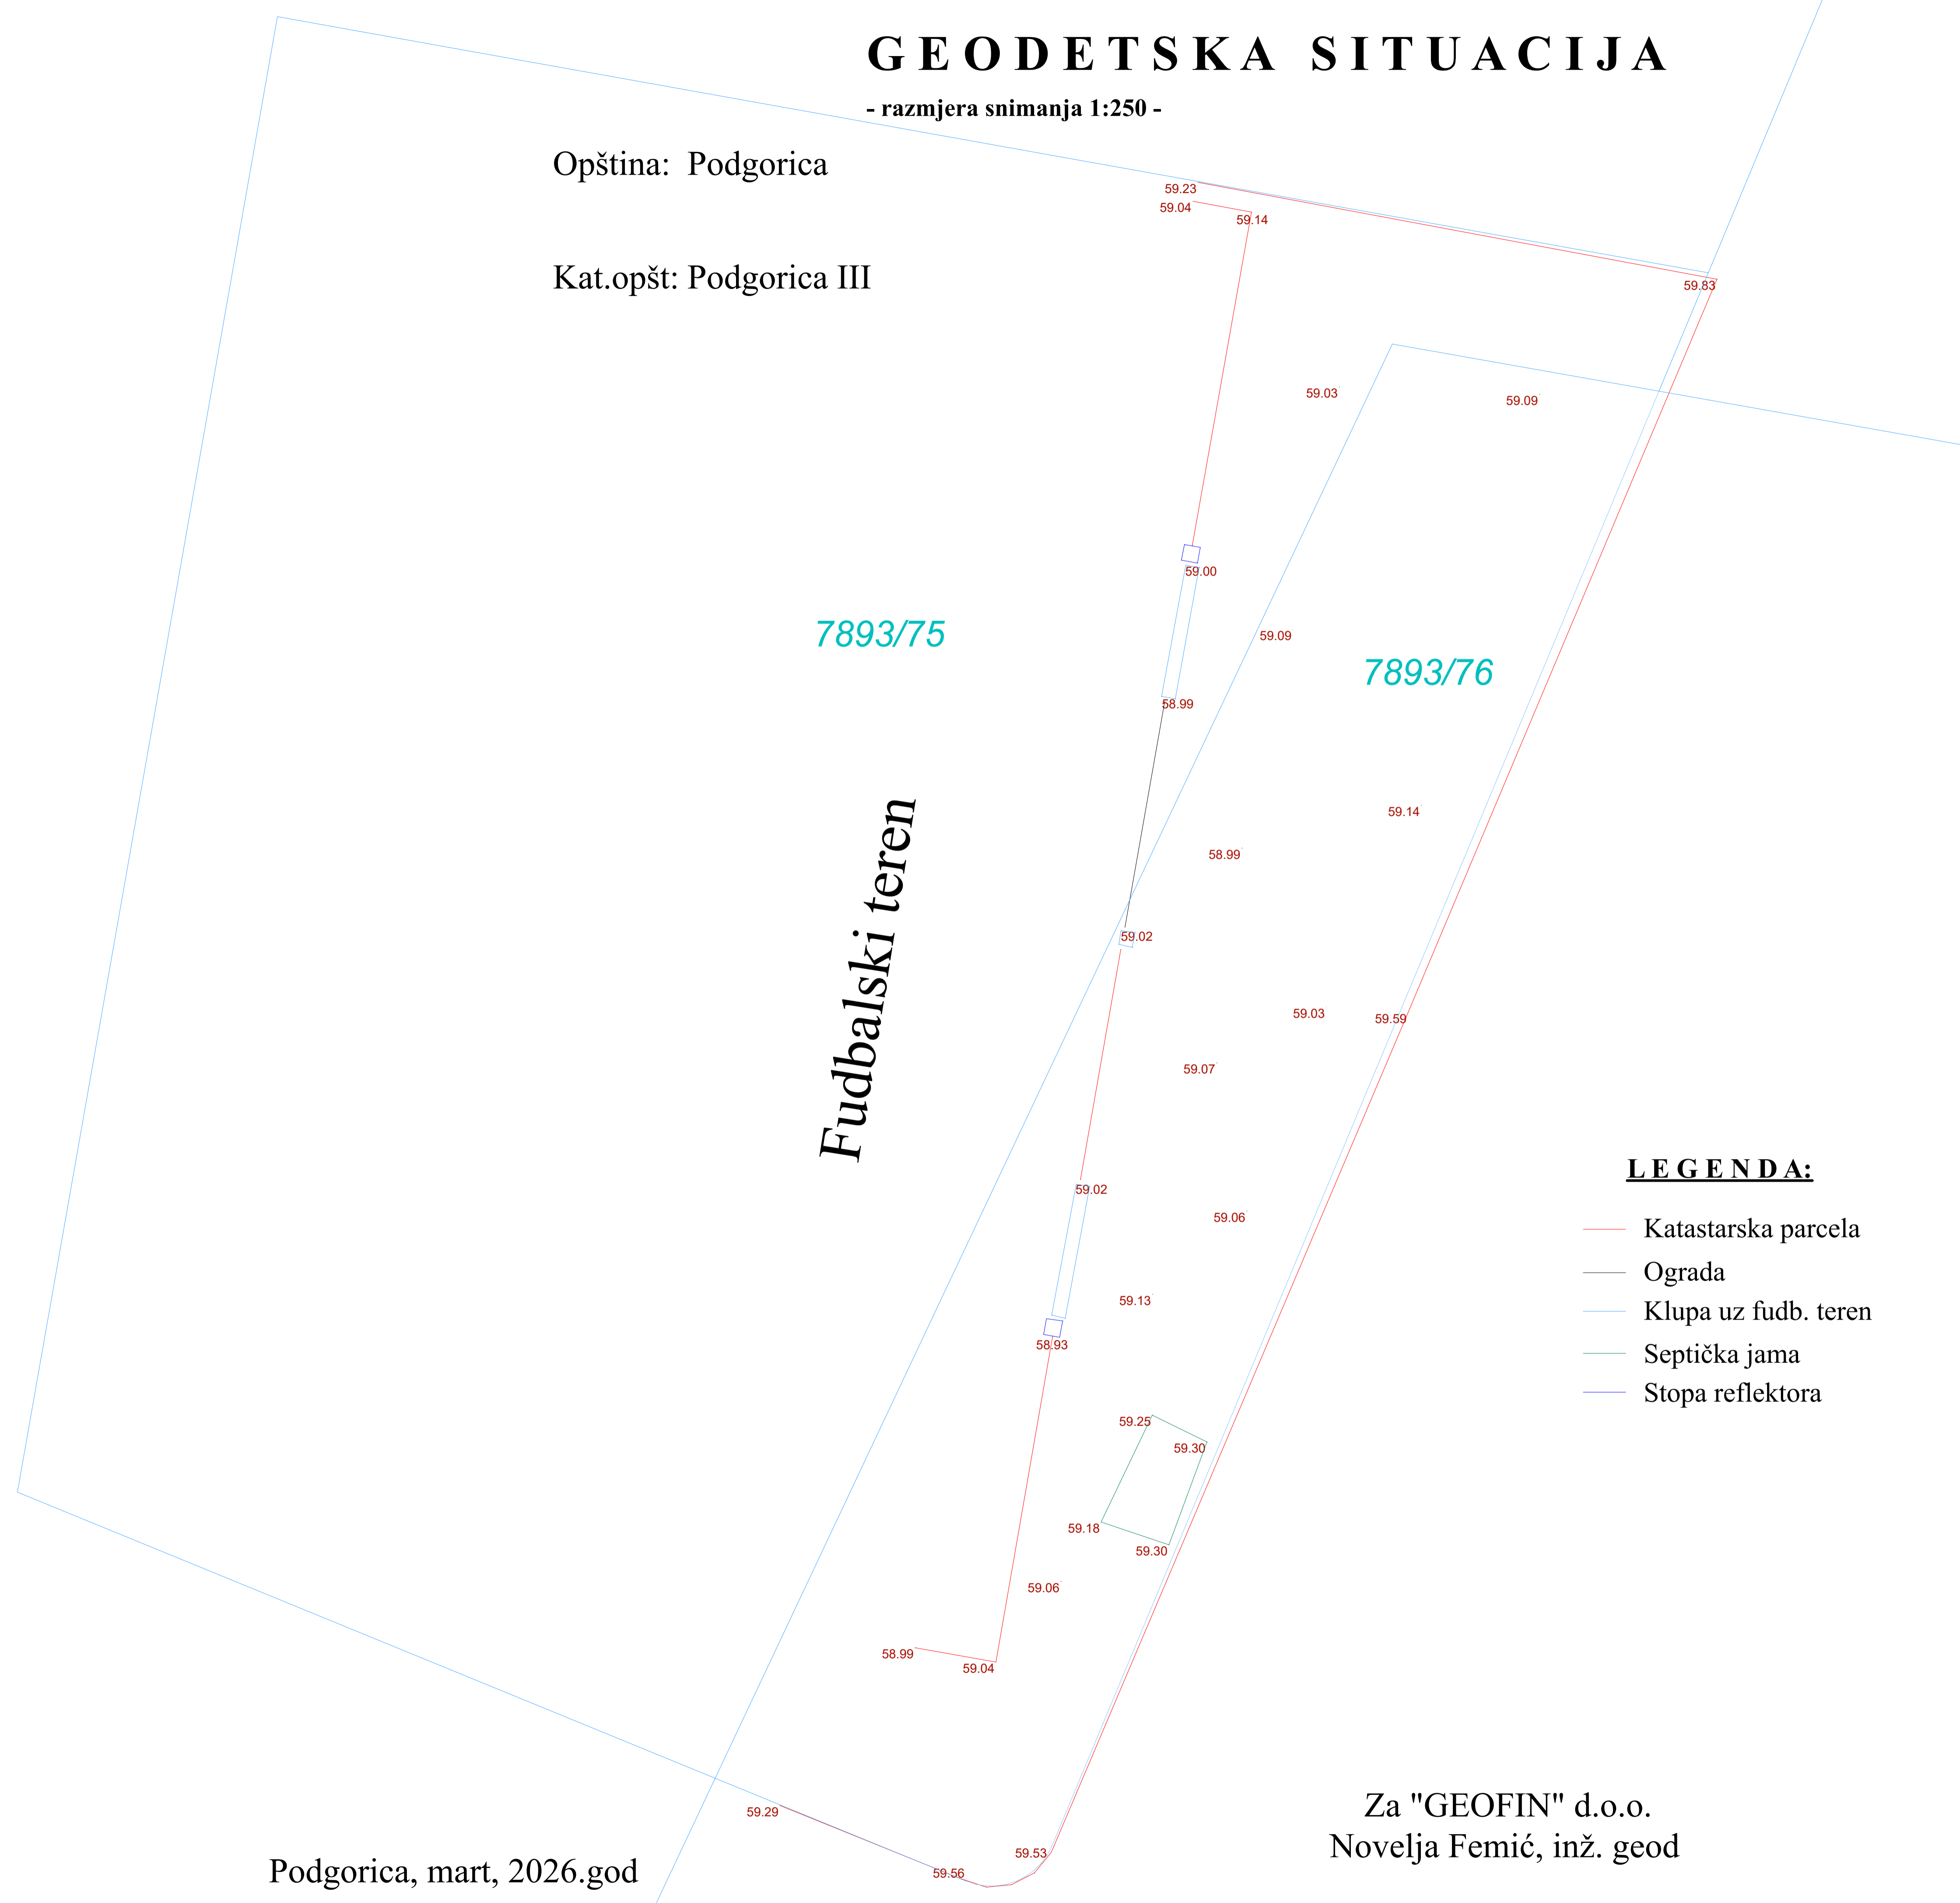 GEODETSKA SITUACIJA
- razmjera snimanja 1:250 -
Opština: Podgorica
59.23
59.04
59.14
Kat.opšt: Podgorica III
59.83
59.03
59.09
59.00
7893/75
59.09
7893/76
58.99
59.14
58.99
Fudbalski teren
59.02
59.03
59.59
59.07
59.02
59.06
59.13
58.93
LEGENDA:
Katastarska parcela
Ograda
Klupa uz fudb. teren
Septička jama
Stopa reflektora
59.25
59.30
59.18
59.30
59.06
58.99
59.04
59.29
59.53
59.56
Za "GEOFIN" d.o.o.
Novelja Femić, inž. geod
Podgorica, mart, 2026.god